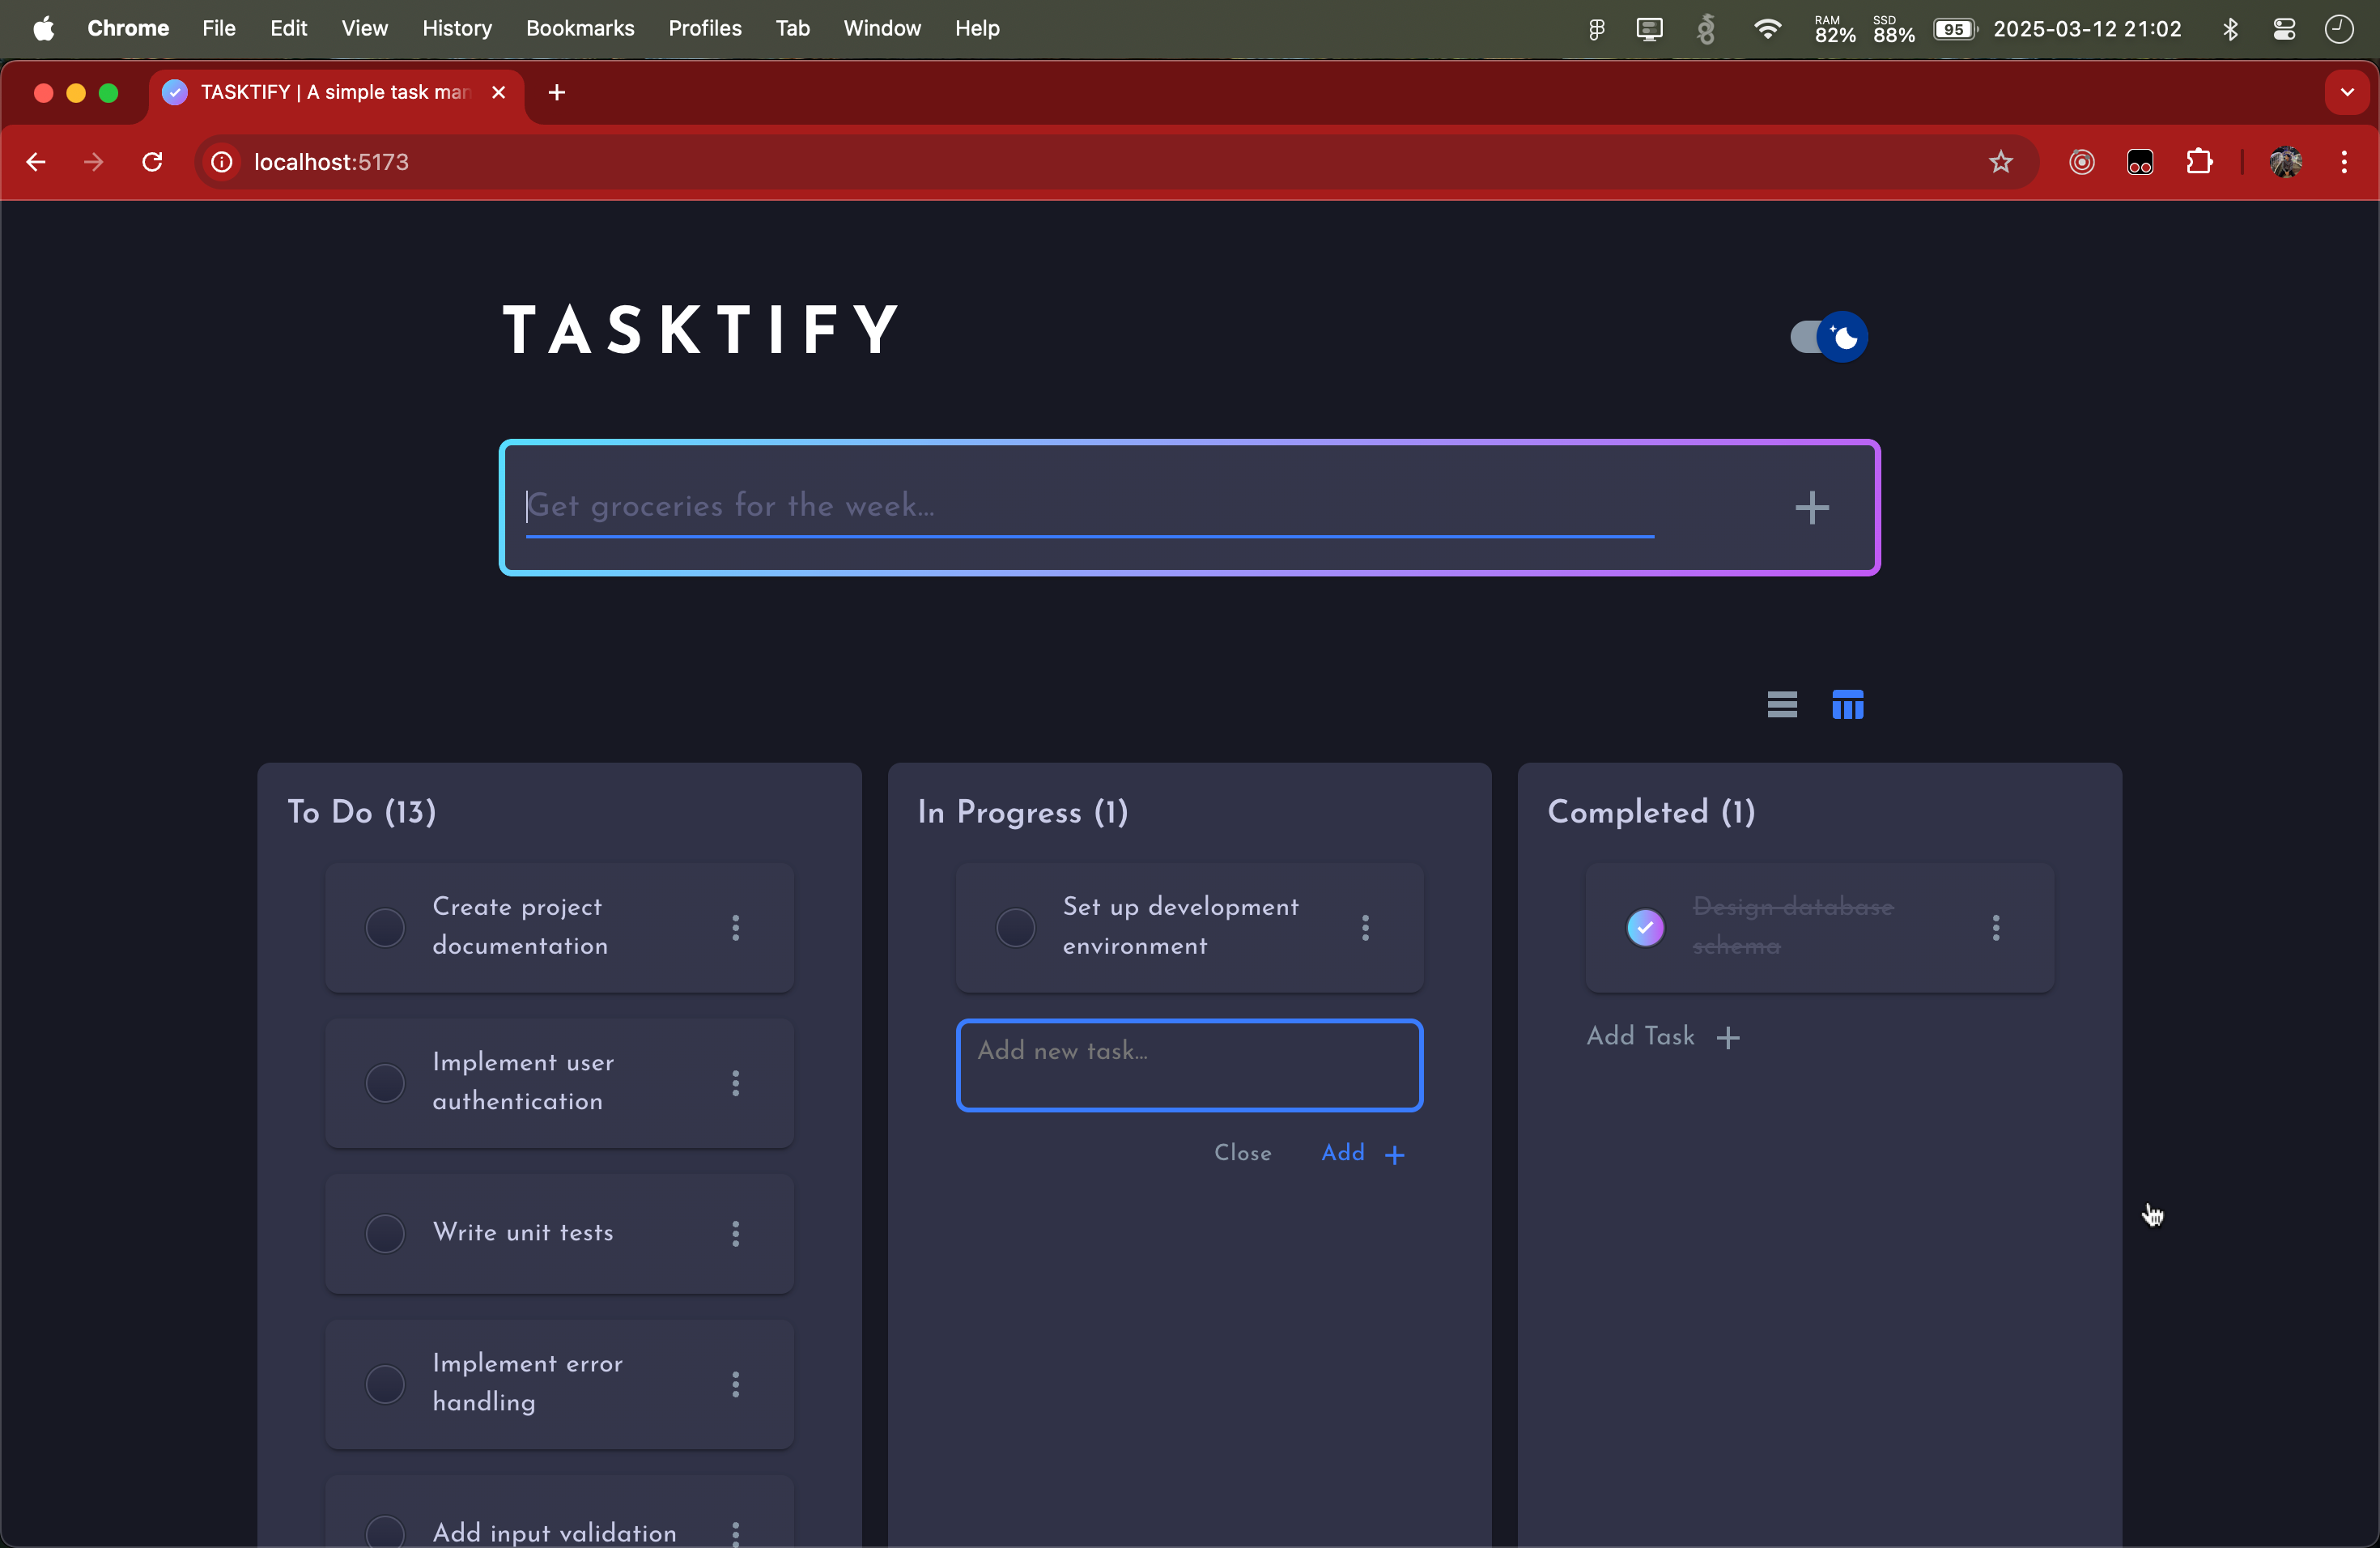 Chrome File Edit View History Bookmarks Profiles Tab Window Help RAM 82% SSD 88% 95 2025-03-12 21:02
TASKTIFY | A simple task man
localhost:5173
TASKTIFY
Get groceries for the week...
To Do (13)
Create project
documentation
Implement user
authentication
Write unit tests
Implement error
handling
Add input validation
In Progress (1)
Set up development
environment
Add new task...
Close Add
Completed (1)
Design database
schema
Add Task